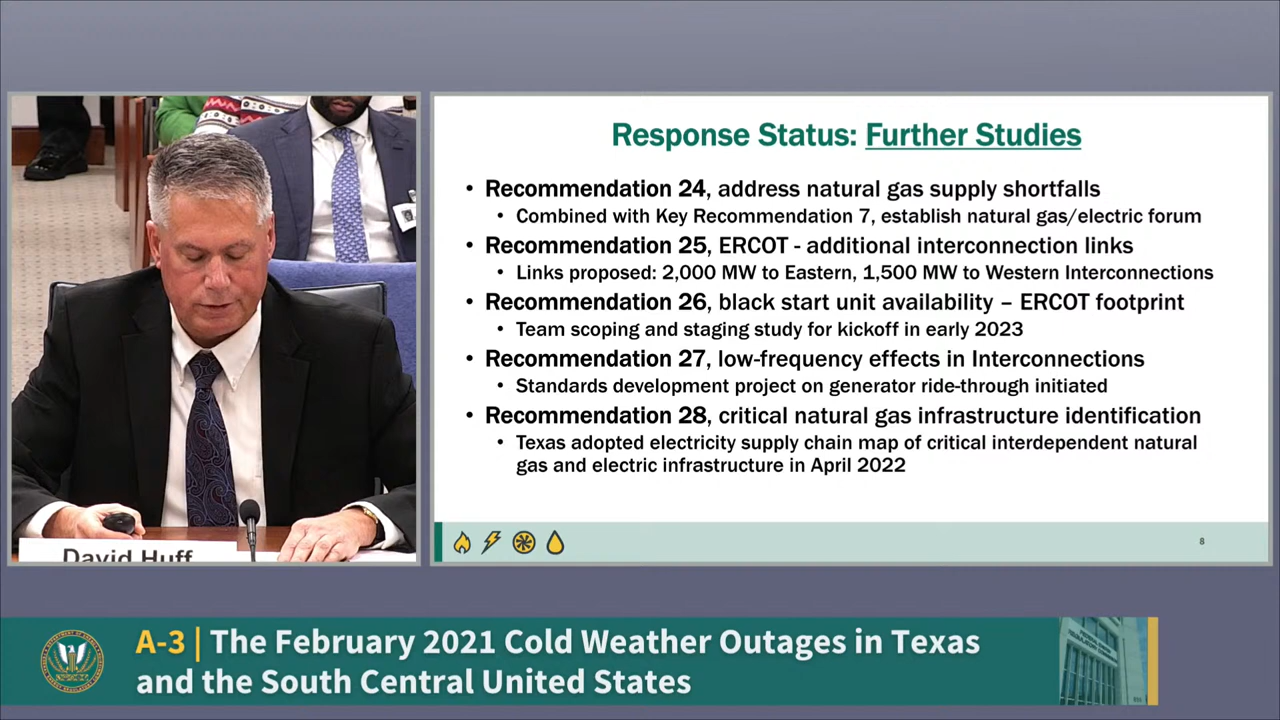 Response Status: Further Studies
• Recommendation 24, address natural gas supply shortfalls
• Combined with Key Recommendation 7, establish natural gas/electric forum
• Recommendation 25, ERCOT - additional interconnection links
• Links proposed: 2,000 MW to Eastern, 1,500 MW to Western Interconnections
• Recommendation 26, black start unit availability – ERCOT footprint
• Team scoping and staging study for kickoff in early 2023
• Recommendation 27, low-frequency effects in Interconnections
• Standards development project on generator ride-through initiated
• Recommendation 28, critical natural gas infrastructure identification
• Texas adopted electricity supply chain map of critical interdependent natural
gas and electric infrastructure in April 2022
8
David Huff
A-3 | The February 2021 Cold Weather Outages in Texas
and the South Central United States